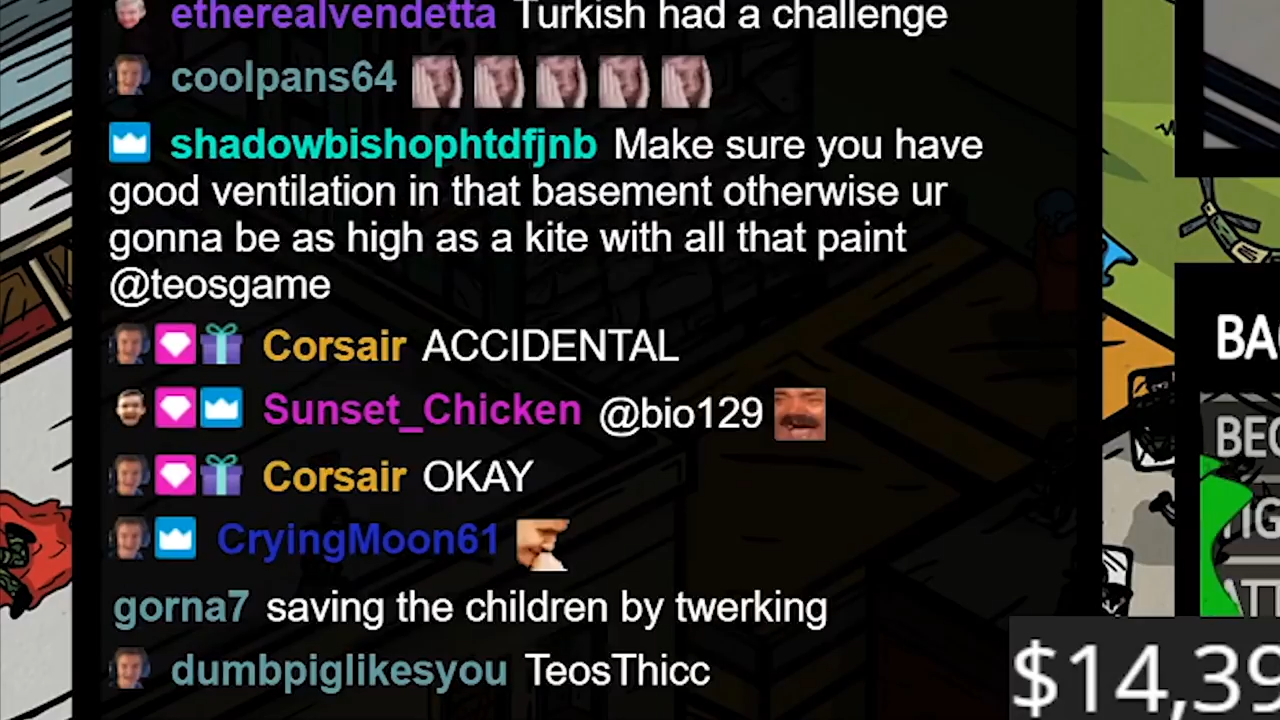 etherealvendetta Turkish had a challenge
coolpans64
shadowbishophtdfjnb Make sure you have
good ventilation in that basement otherwise ur
gonna be as high as a kite with all that paint
@teosgame
Corsair ACCIDENTAL
Sunset_Chicken @bio129
Corsair OKAY
CryingMoon61
gorna7 saving the children by twerking
dumbpiglikesyou TeosThicc
$14,39